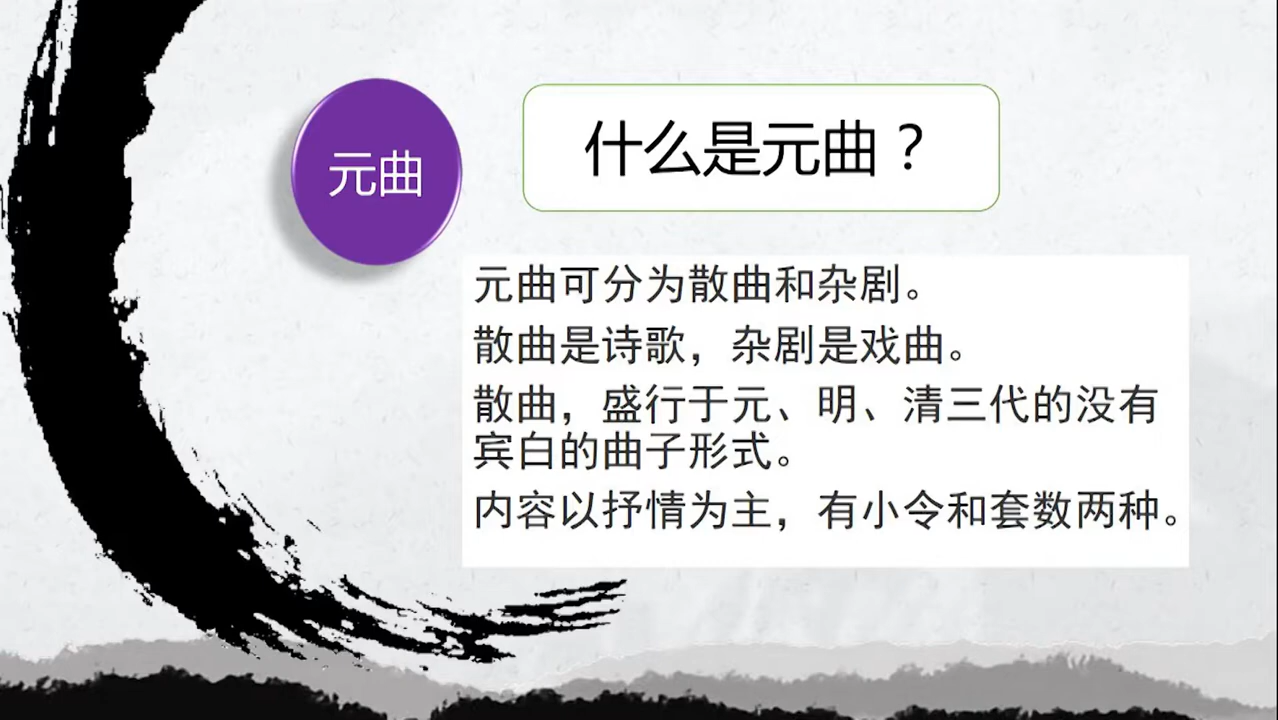 元曲
什么是元曲？
元曲可分为散曲和杂剧。
散曲是诗歌，杂剧是戏曲。
散曲，盛行于元、明、清三代的没有
宾白的曲子形式。
内容以抒情为主，有小令和套数两种。